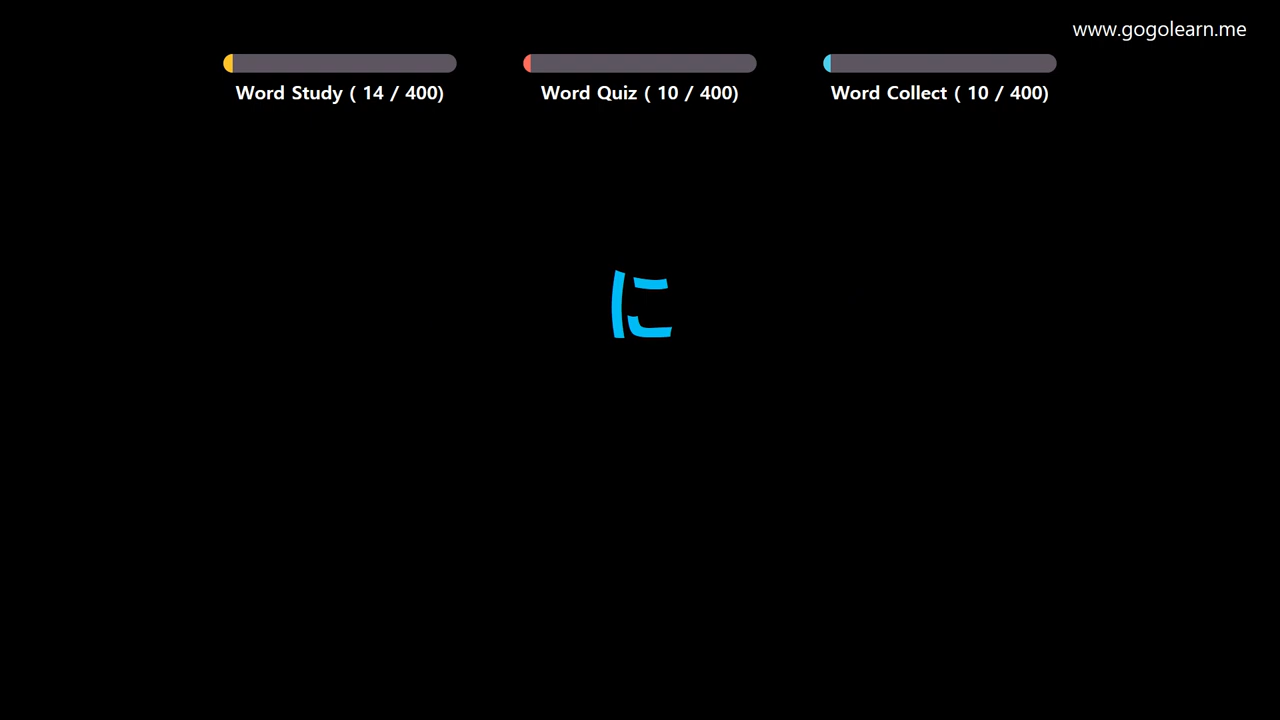 www.gogolearn.me
Word Study ( 14 / 400)
Word Quiz ( 10 / 400)
Word Collect ( 10 / 400)
に